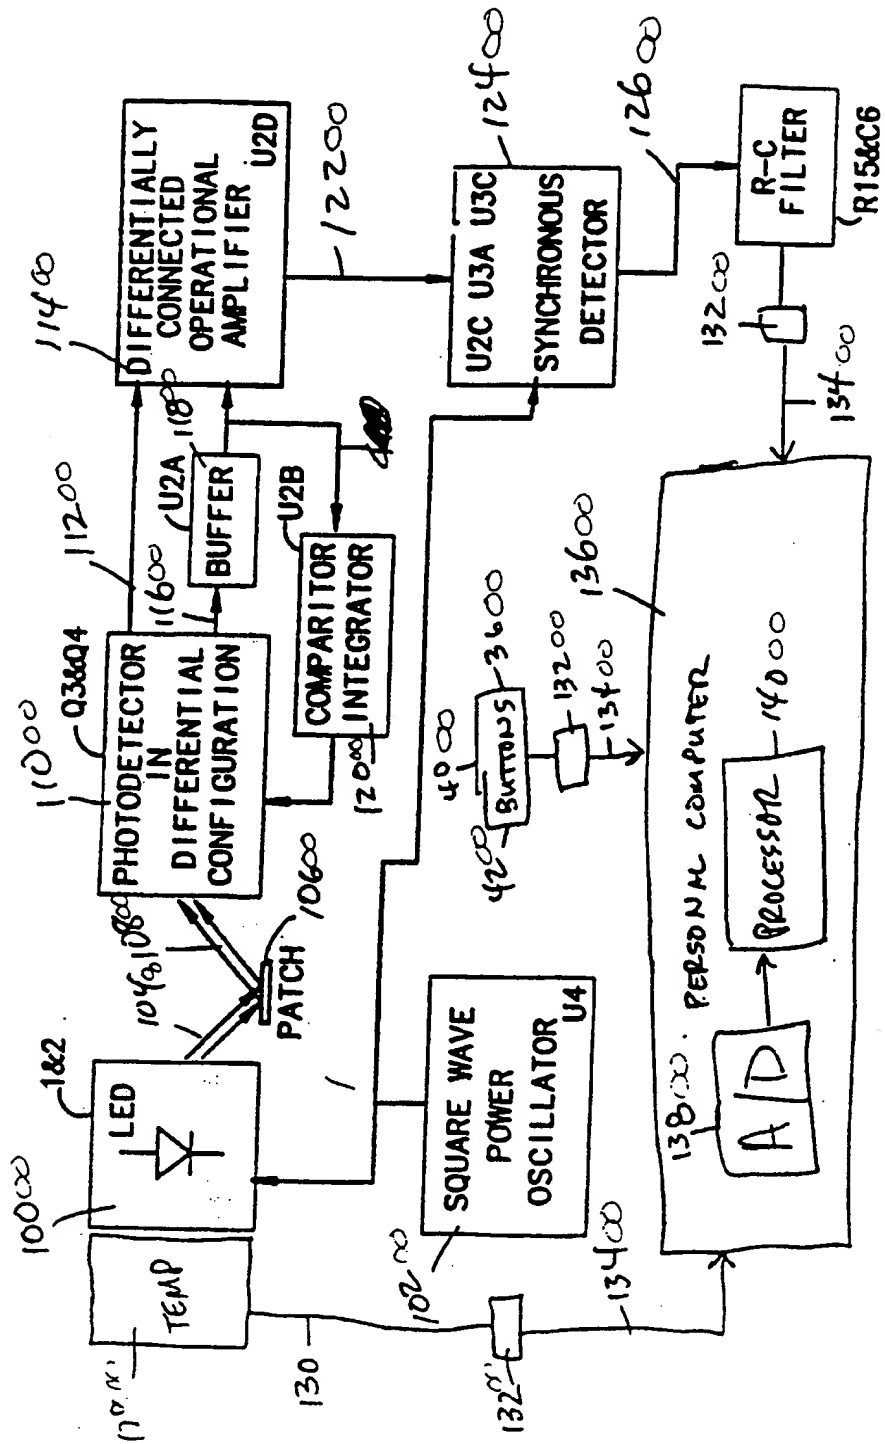 11400
DIFFERENTIALLY
CONNECTED
OPERATIONAL
AMPLIFIER
U2D
12200
11200
11600
U2A
11800
BUFFER
U2B
COMPARITOR
INTEGRATOR
12000
11000
Q3&Q4
PHOTODETECTOR
IN
DIFFERENTIAL
CONFIGURATION
10800
10600
PATCH
1&2
LED
10000
TEMP
130
13400
10200
SQUARE WAVE
POWER
OSCILLATOR
U4
12400
U2C U3A U3C
SYNCHRONOUS
DETECTOR
12600
R-C
FILTER
R15&C6
13200
13400
4000
4200
BUTTONS
3600
13200
13400
13600
PERSONAL COMPUTER
13800
A/D
PROCESSOR
14000